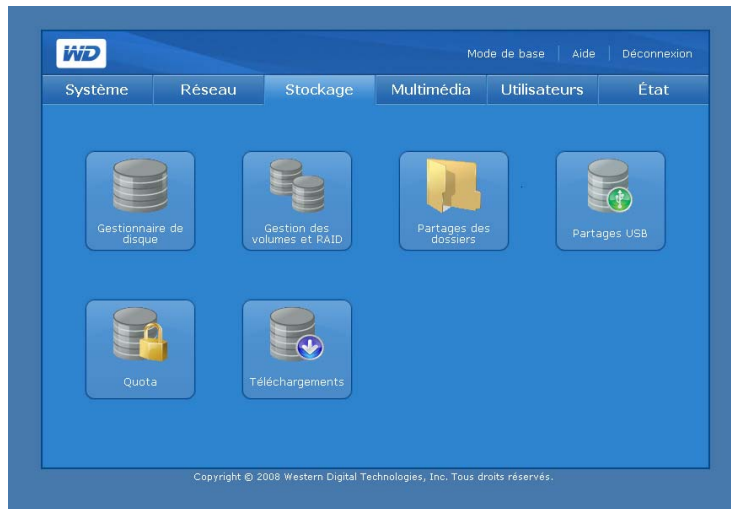 WD
Mode de base | Aide | Déconnexion
Système
Réseau
Stockage
Multimédia
Utilisateurs
État
Gestionnaire de
disque
Gestion des
volumes et RAID
Partages des
dossiers
Partages USB
Quota
Téléchargements
Copyright © 2008 Western Digital Technologies, Inc. Tous droits réservés.